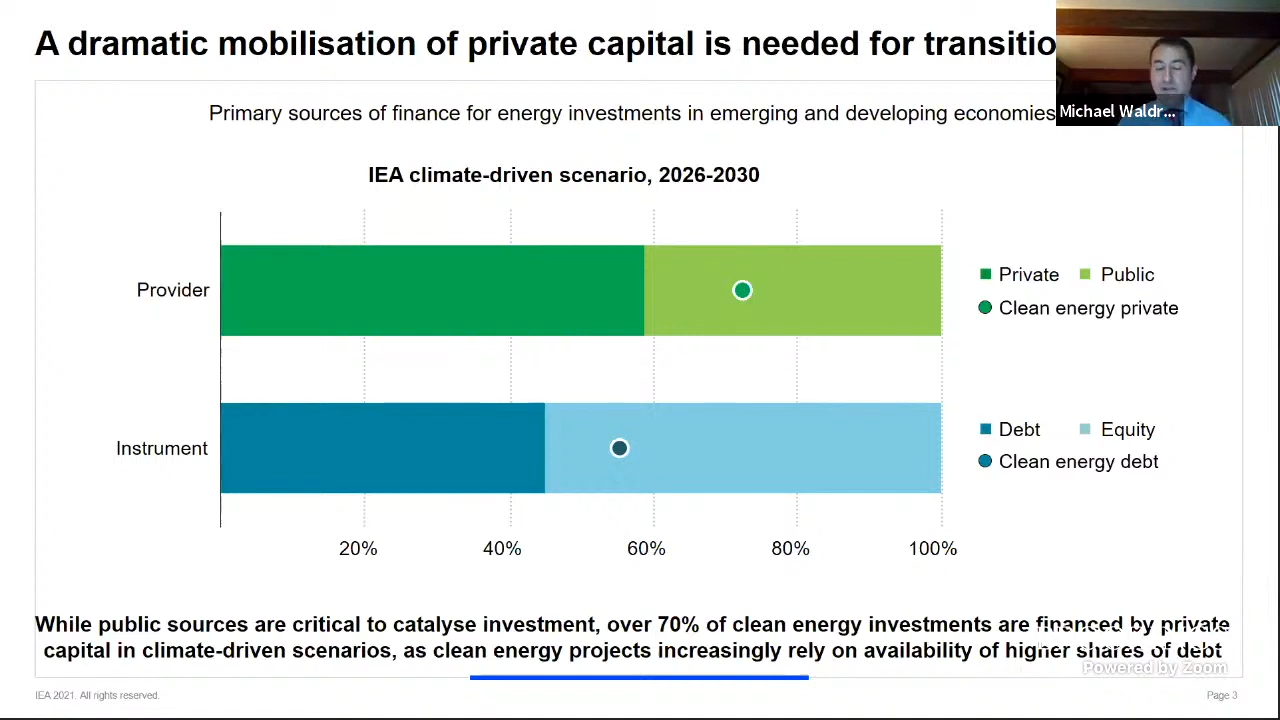 A dramatic mobilisation of private capital is needed for transitio
Michael Waldr...
Primary sources of finance for energy investments in emerging and developing economies
IEA climate-driven scenario, 2026-2030
Provider
Private Public
Clean energy private
Instrument
Debt Equity
Clean energy debt
20% 40% 60% 80% 100%
While public sources are critical to catalyse investment, over 70% of clean energy investments are financed by private
capital in climate-driven scenarios, as clean energy projects increasingly rely on availability of higher shares of debt
Powered by Zoom
IEA 2021. All rights reserved.
Page 3